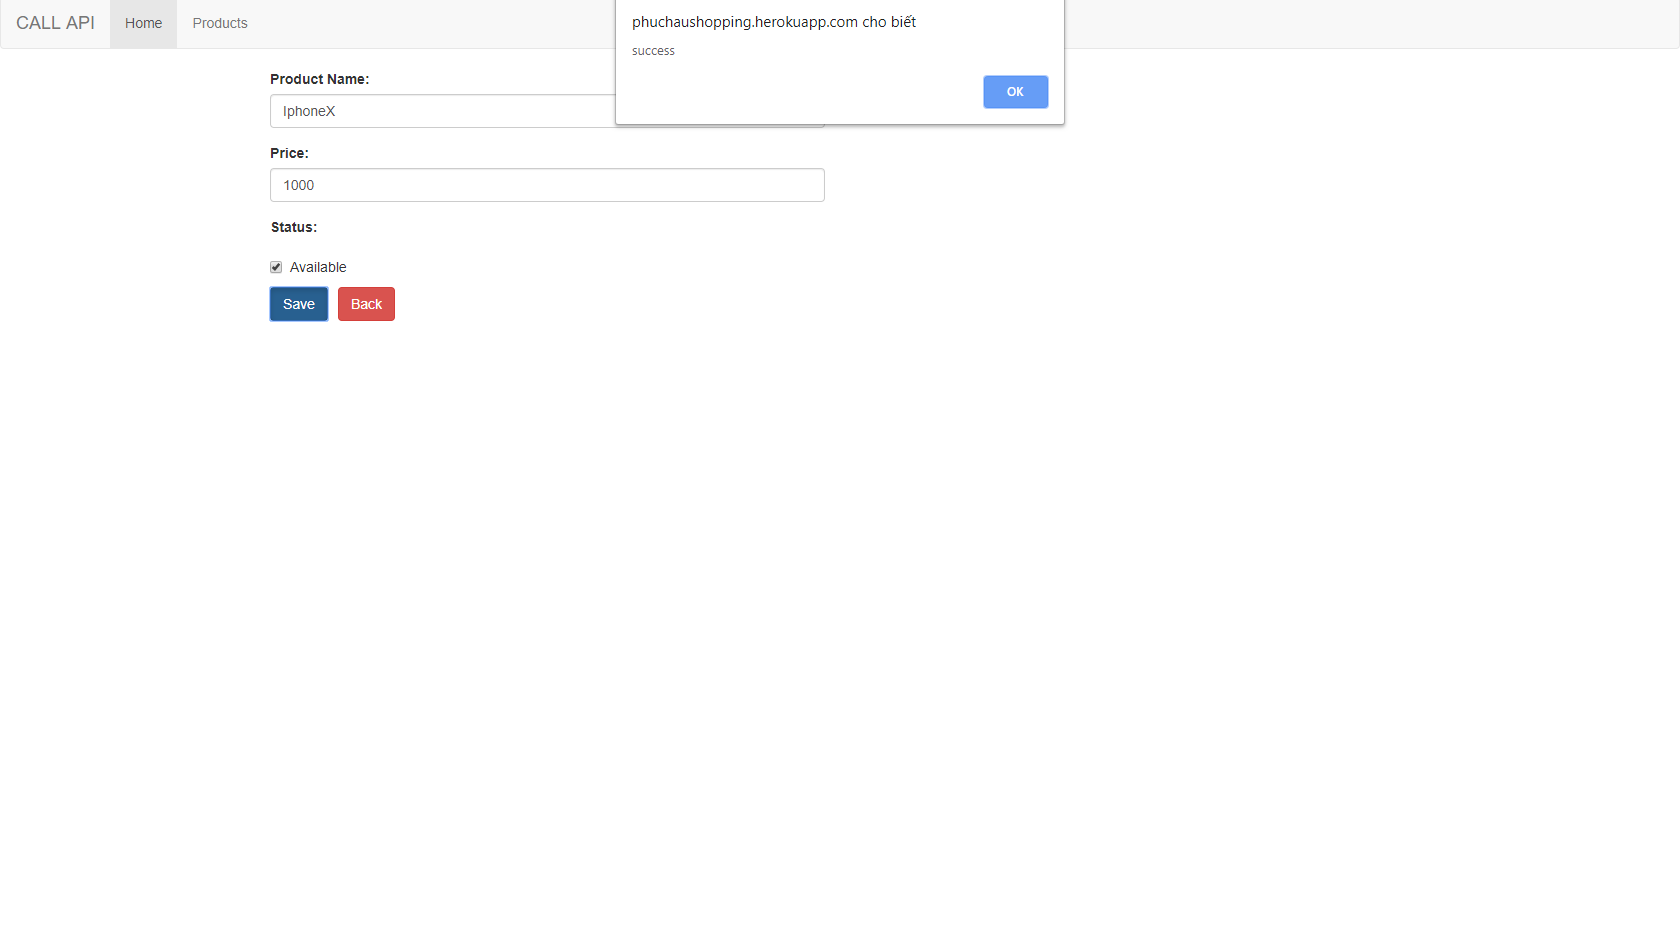 CALL API Home Products
phuchaushopping.herokuapp.com cho biết
success
OK
Product Name:
IphoneX
Price:
1000
Status:
Available
Save Back